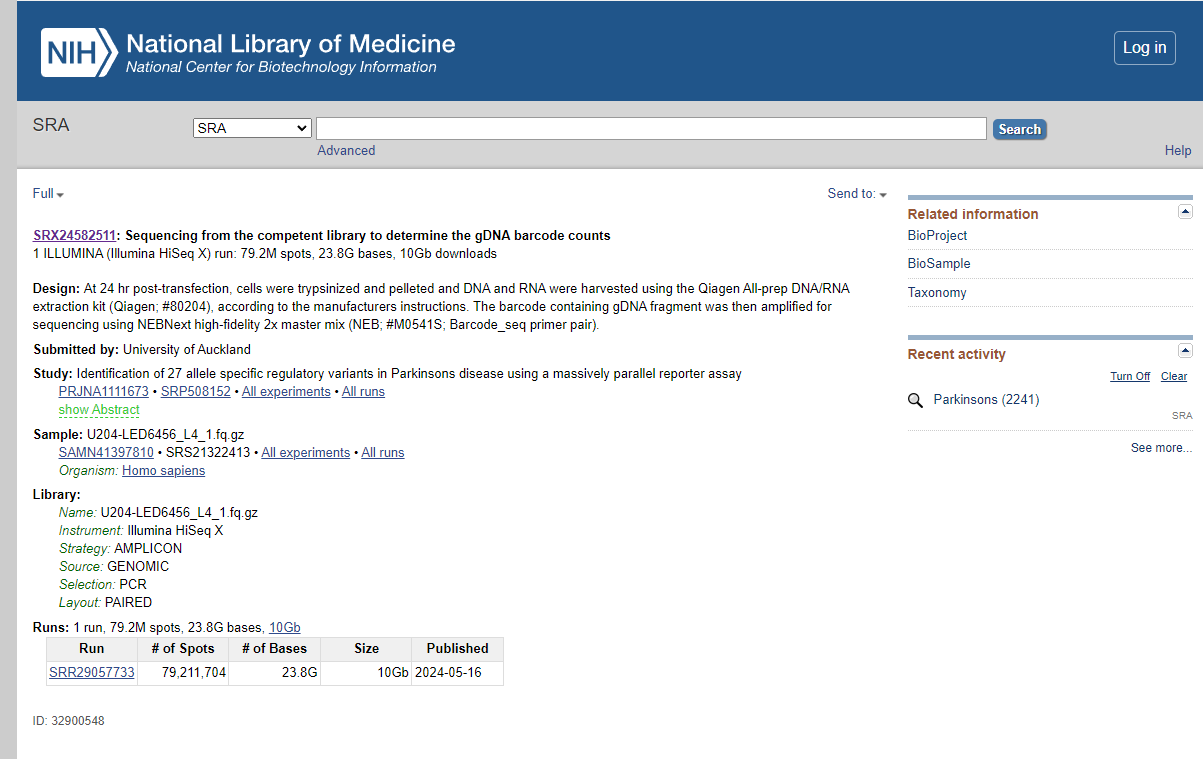 NIH
National Library of Medicine
National Center for Biotechnology Information
Log in
SRA
SRA
Search
Advanced
Help
Full
Send to:
SRX24582511: Sequencing from the competent library to determine the gDNA barcode counts
1 ILLUMINA (Illumina HiSeq X) run: 79.2M spots, 23.8G bases, 10Gb downloads
Design: At 24 hr post-transfection, cells were trypsinized and pelleted and DNA and RNA were harvested using the Qiagen All-prep DNA/RNA
extraction kit (Qiagen; #80204), according to the manufacturers instructions. The barcode containing gDNA fragment was then amplified for
sequencing using NEBNext high-fidelity 2x master mix (NEB; #M0541S; Barcode_seq primer pair).
Submitted by: University of Auckland
Study: Identification of 27 allele specific regulatory variants in Parkinsons disease using a massively parallel reporter assay
PRJNA1111673 • SRP508152 • All experiments • All runs
show Abstract
Sample: U204-LED6456_L4_1.fq.gz
SAMN41397810 • SRS21322413 • All experiments • All runs
Organism: Homo sapiens
Library:
Name: U204-LED6456_L4_1.fq.gz
Instrument: Illumina HiSeq X
Strategy: AMPLICON
Source: GENOMIC
Selection: PCR
Layout: PAIRED
Runs: 1 run, 79.2M spots, 23.8G bases, 10Gb
Run # of Spots # of Bases Size Published
SRR29057733 79,211,704 23.8G 10Gb 2024-05-16
ID: 32900548
Related information
BioProject
BioSample
Taxonomy
Recent activity
Turn Off Clear
Parkinsons (2241)
SRA
See more...